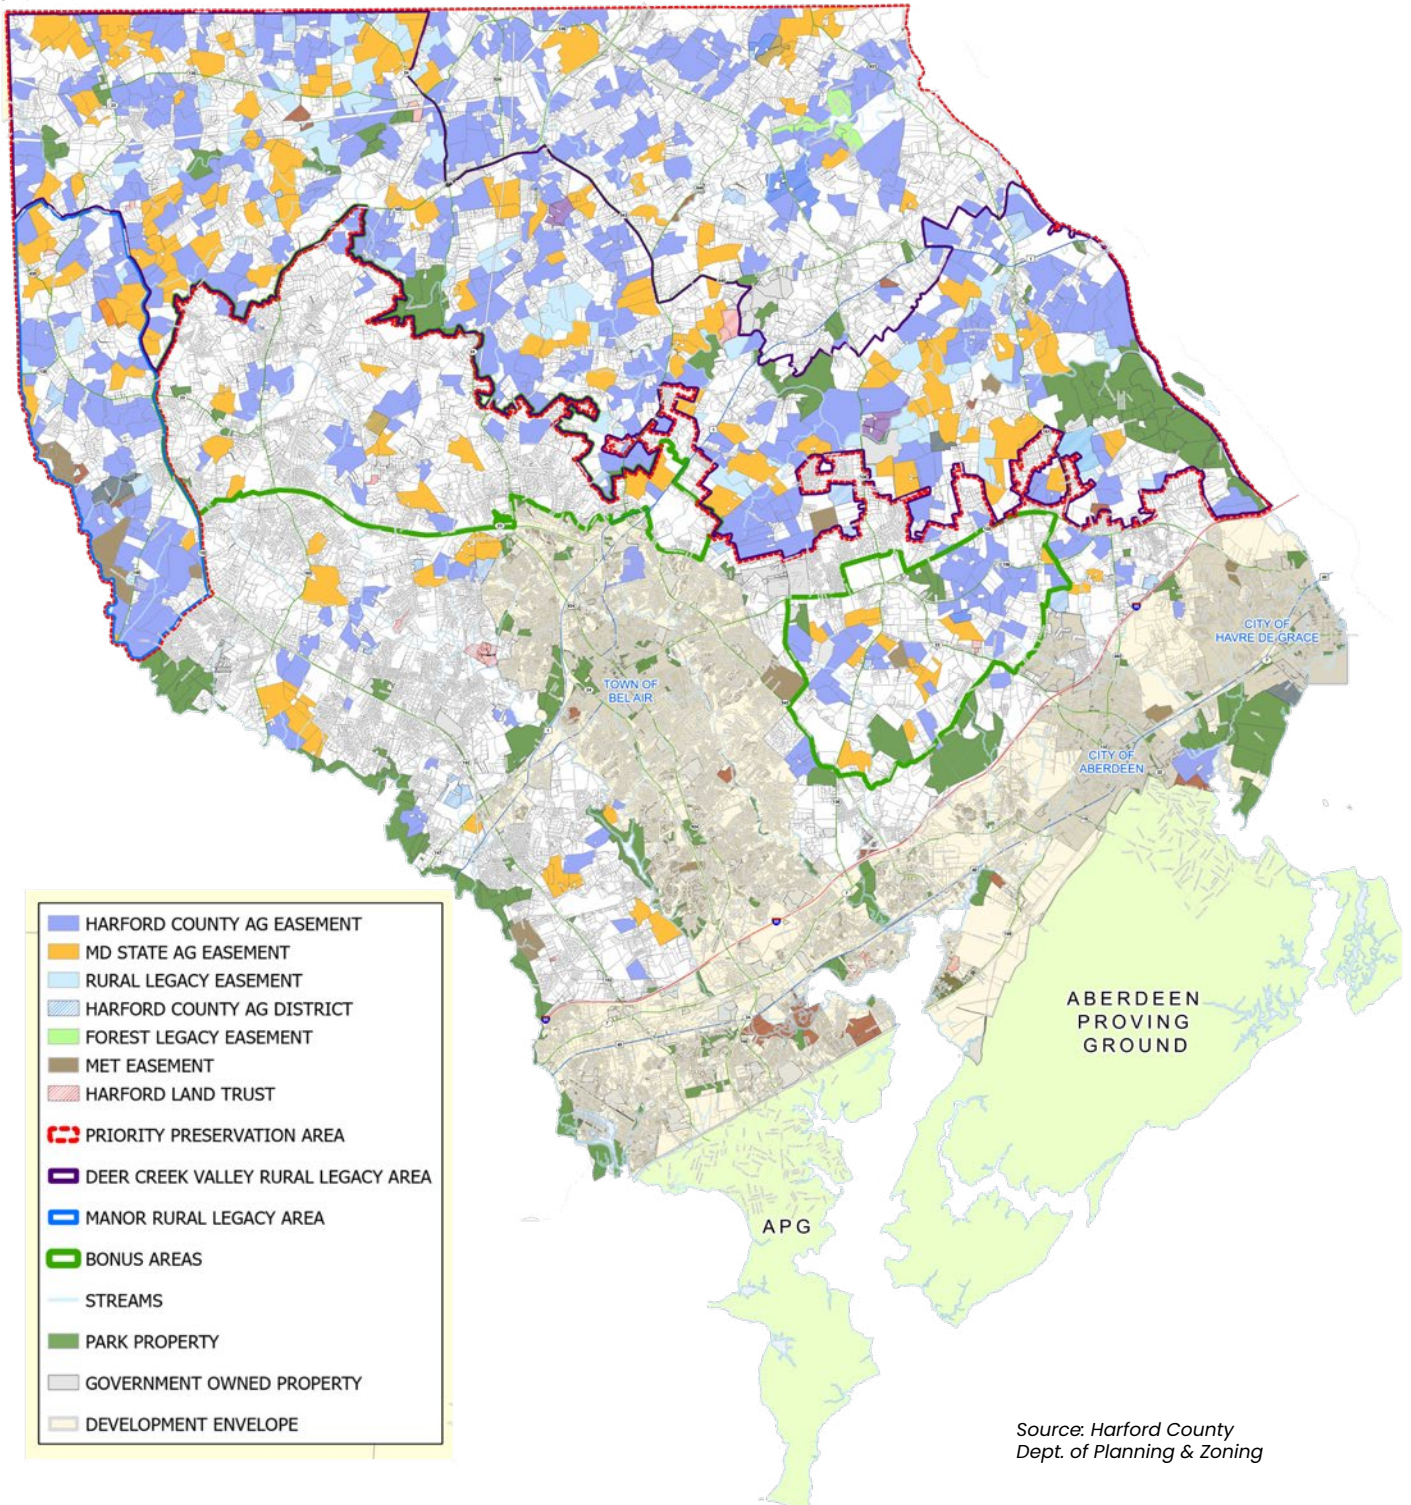 CITY OF
HAVRE DE GRACE
TOWN OF
BEL AIR
CITY OF
ABERDEEN
HARFORD COUNTY AG EASEMENT
MD STATE AG EASEMENT
RURAL LEGACY EASEMENT
HARFORD COUNTY AG DISTRICT
FOREST LEGACY EASEMENT
MET EASEMENT
HARFORD LAND TRUST
PRIORITY PRESERVATION AREA
DEER CREEK VALLEY RURAL LEGACY AREA
MANOR RURAL LEGACY AREA
BONUS AREAS
STREAMS
PARK PROPERTY
GOVERNMENT OWNED PROPERTY
DEVELOPMENT ENVELOPE
ABERDEEN
PROVING
GROUND
APG
Source: Harford County
Dept. of Planning & Zoning